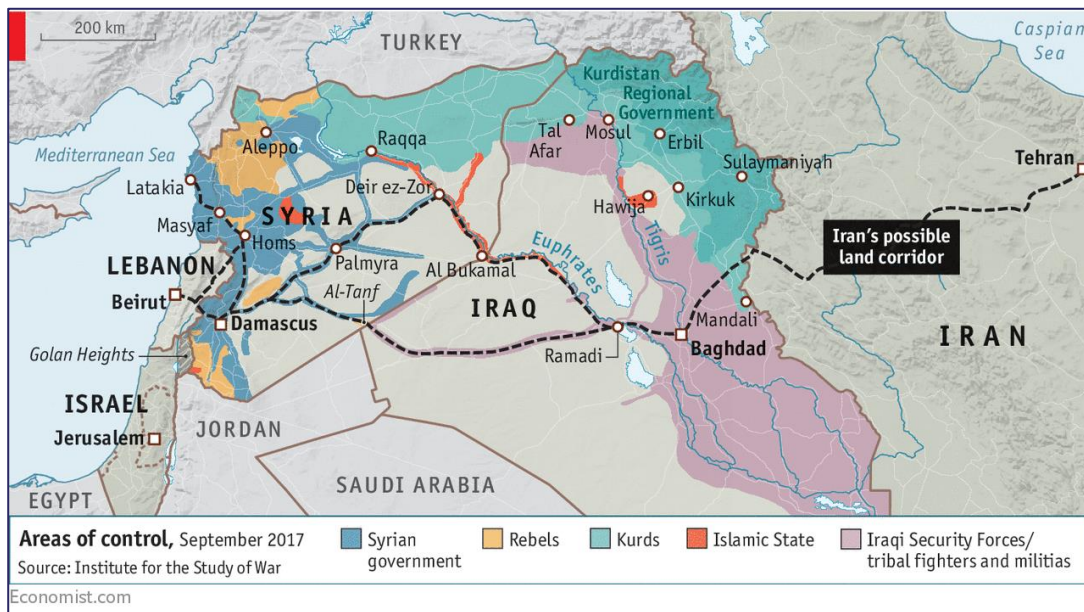 200 km
TURKEY
Caspian
Sea
Kurdistan
Regional
Government
Mediterranean Sea
Aleppo
Raqqa
Tal
Afar
Mosul
Erbil
Sulaymaniyah
Tehran
Latakia
Deir ez-Zor
Hawija
Kirkuk
Masyaf
SYRIA
Homs
Tigris
Iran's possible
land corridor
LEBANON
Palmyra
Al Bukamal
Euphrates
Beirut
Al-Tanf
IRAQ
Mandali
Damascus
IRAN
Golan Heights
Ramadi
Baghdad
ISRAEL
Jerusalem
JORDAN
SAUDI ARABIA
EGYPT
Areas of control, September 2017
Source: Institute for the Study of War
Syrian
government
Rebels
Kurds
Islamic State
Iraqi Security Forces/
tribal fighters and militias
Economist.com